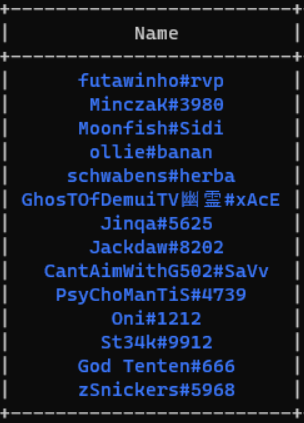 Name
futawinho#rvp
Minczak#3980
Moonfish#Sidi
ollie#banan
schwabens#herba
GhosTOfDemuiTV幽霊#xAcE
Jinqa#5625
Jackdaw#8202
CantAimWithG502#SaVv
PsyChoManTiS#4739
Oni#1212
St34k#9912
God Tenten#666
zSnickers#5968